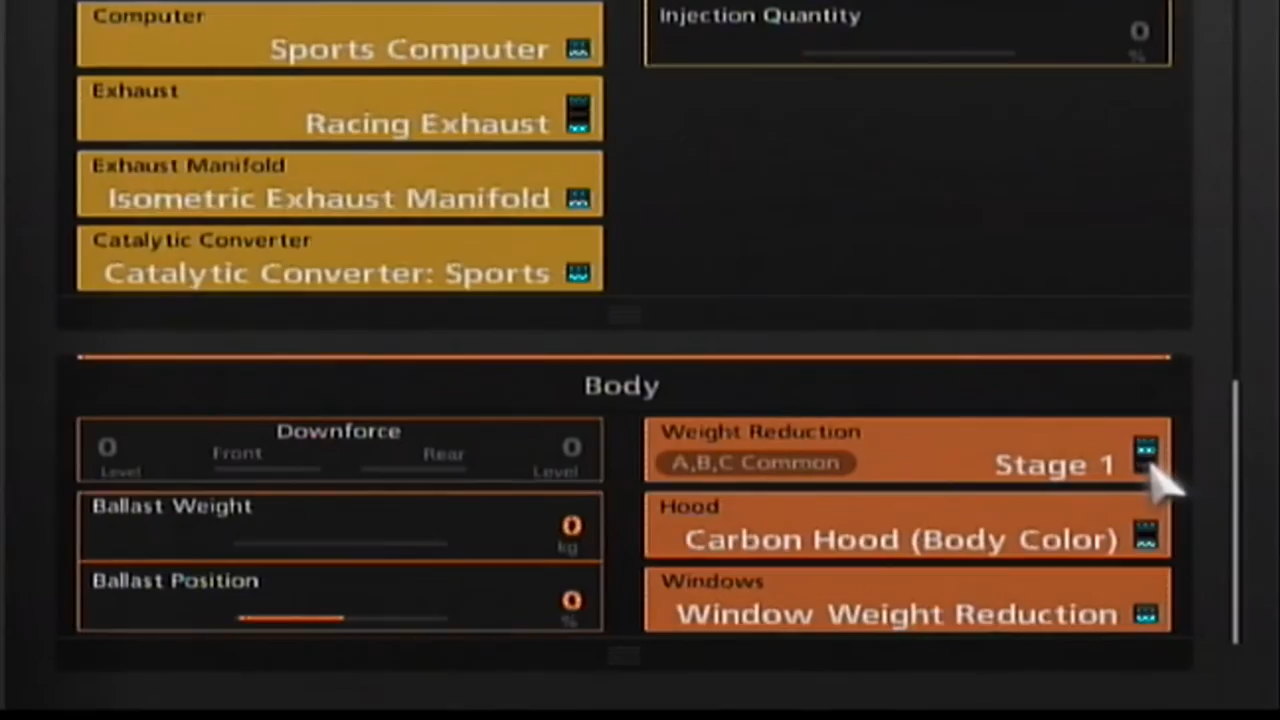 Computer
Sports Computer
Exhaust
Racing Exhaust
Exhaust Manifold
Isometric Exhaust Manifold
Catalytic Converter
Catalytic Converter: Sports
Injection Quantity
0
%
Body
Downforce
0 Front Rear 0
Level Level
Ballast Weight
0
kg
Ballast Position
0
%
Weight Reduction
A,B,C Common Stage 1
Hood
Carbon Hood (Body Color)
Windows
Window Weight Reduction